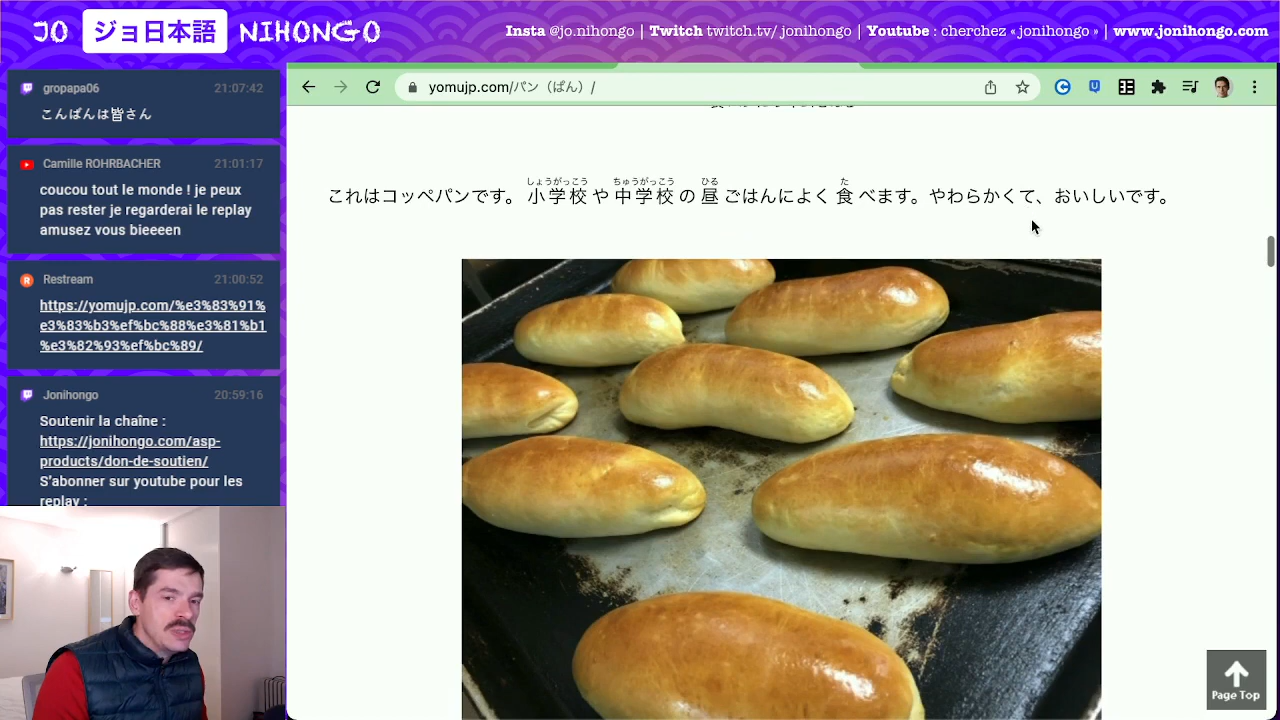 JO ジョ日本語 NIHONGO
Insta @jo.nihongo | Twitch twitch.tv/ jonihongo | Youtube : cherchez « jonihongo » | www.jonihongo.com
gropapa06 21:07:42
こんばんは皆さん
Camille ROHRBACHER 21:01:17
coucou tout le monde ! je peux
pas rester je regarderai le replay
amusez vous bieeeen
Restream 21:00:52
https://yomujp.com/%e3%83%91%
e3%83%b3%ef%bc%88%e3%81%b1
%e3%82%93%ef%bc%89/
Jonihongo 20:59:16
Soutenir la chaîne :
https://jonihongo.com/asp-
products/don-de-soutien/
S'abonner sur youtube pour les
replay :
yomujp.com/パン（ぱん）/
しょうがっこう ちゅうがっこう ひる た
これはコッペパンです。小学校や中学校の昼ごはんによく食べます。やわらかくて、おいしいです。
Page Top